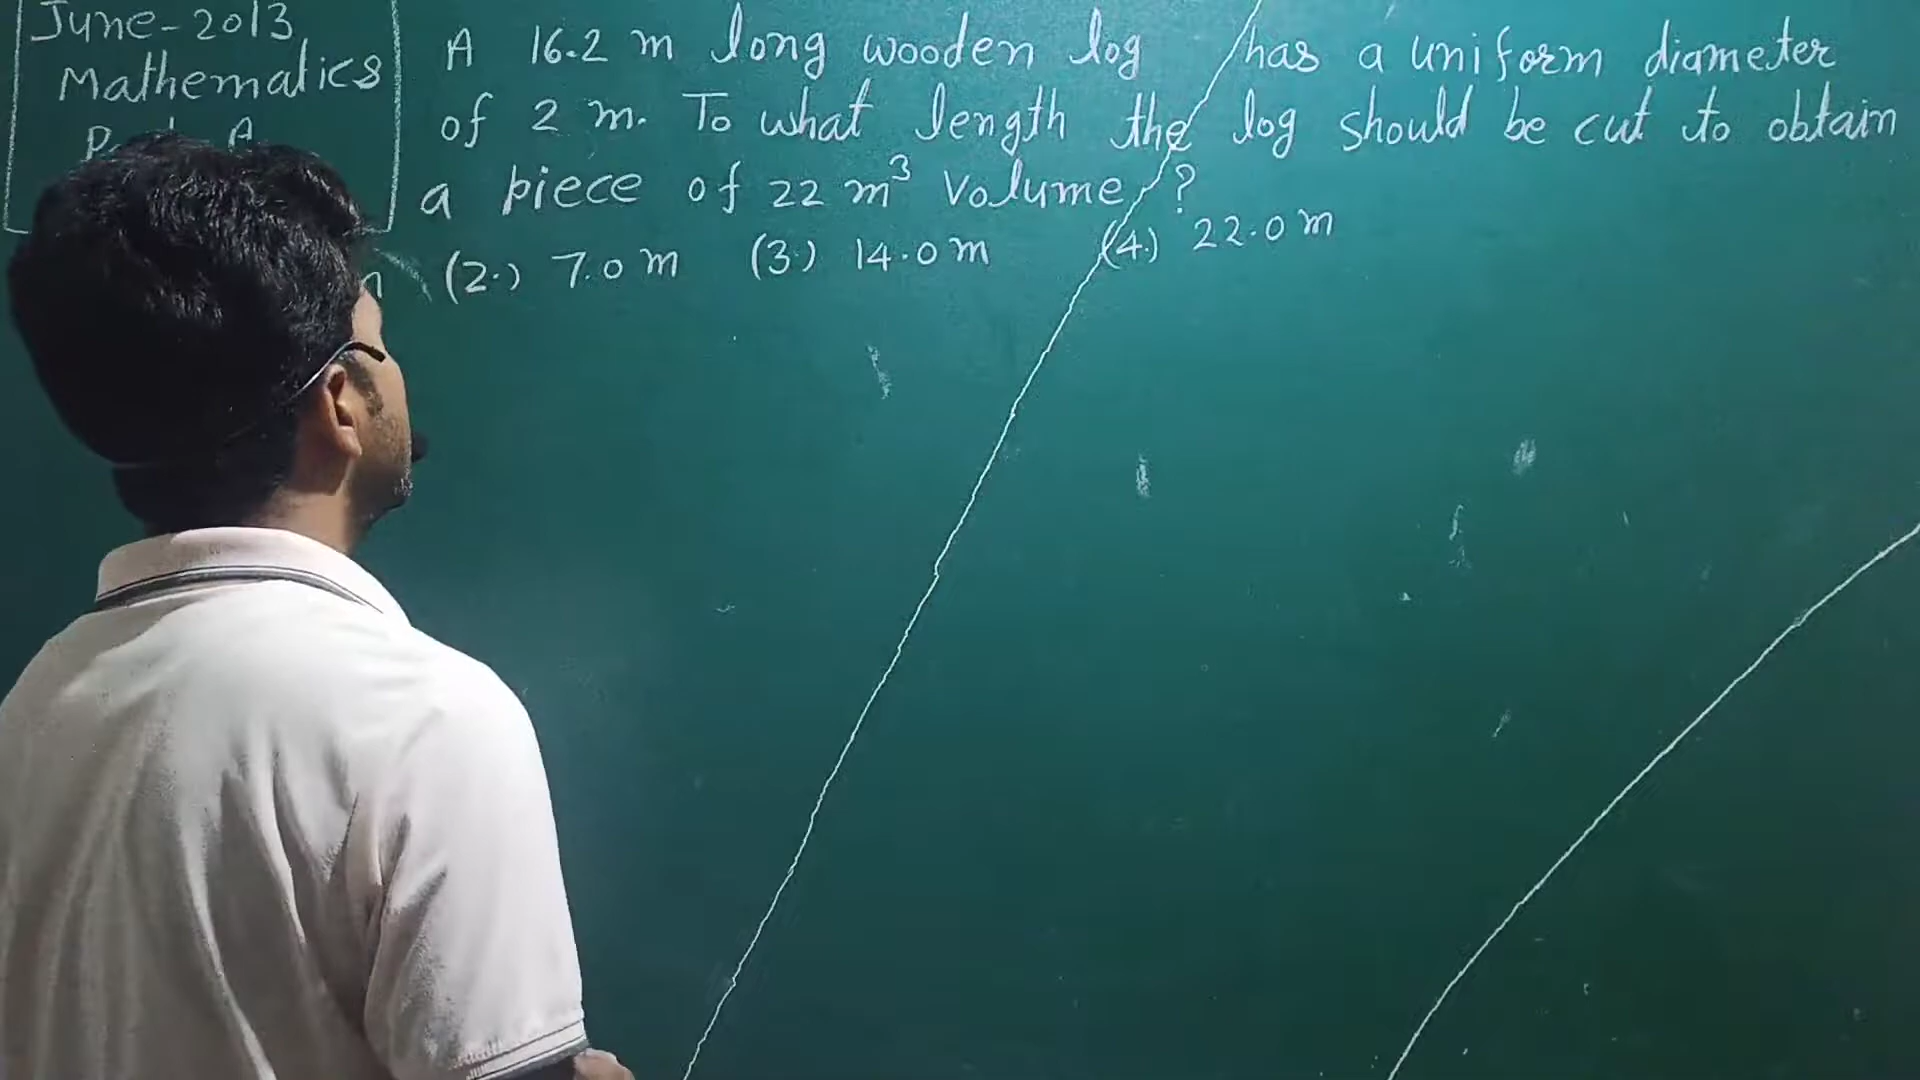 June-2013
Mathematics
A
A 16.2 m long wooden log has a uniform diameter
of 2 m. To what length the log should be cut to obtain
a piece of 22 m³ volume ?
(2.) 7.0 m (3.) 14.0 m (4.) 22.0 m